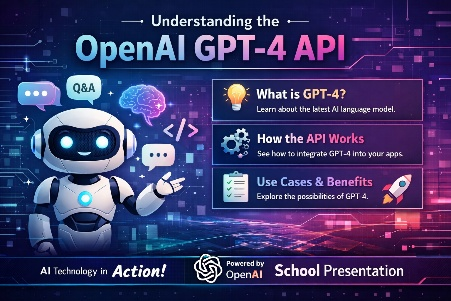 Understanding the
OpenAI GPT-4 API
Q&A
</>
What is GPT-4?
Learn about the latest AI language model.
How the API Works
See how to integrate GPT-4 into your apps.
Use Cases & Benefits
Explore the possibilities of GPT-4.
AI Technology in Action!
Powered by
OpenAI
School Presentation